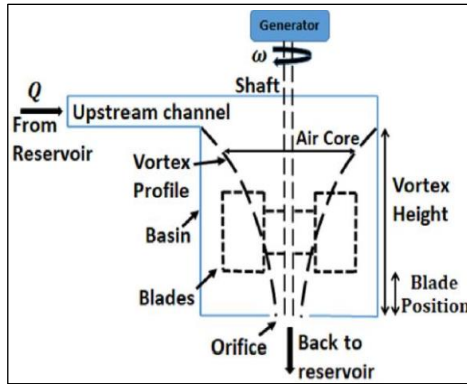 Generator
ω
Shaft
Q
Upstream channel
From
Reservoir
Air Core
Vortex
Profile
Vortex
Height
Basin
Blades
Blade
Position
Orifice
Back to
reservoir